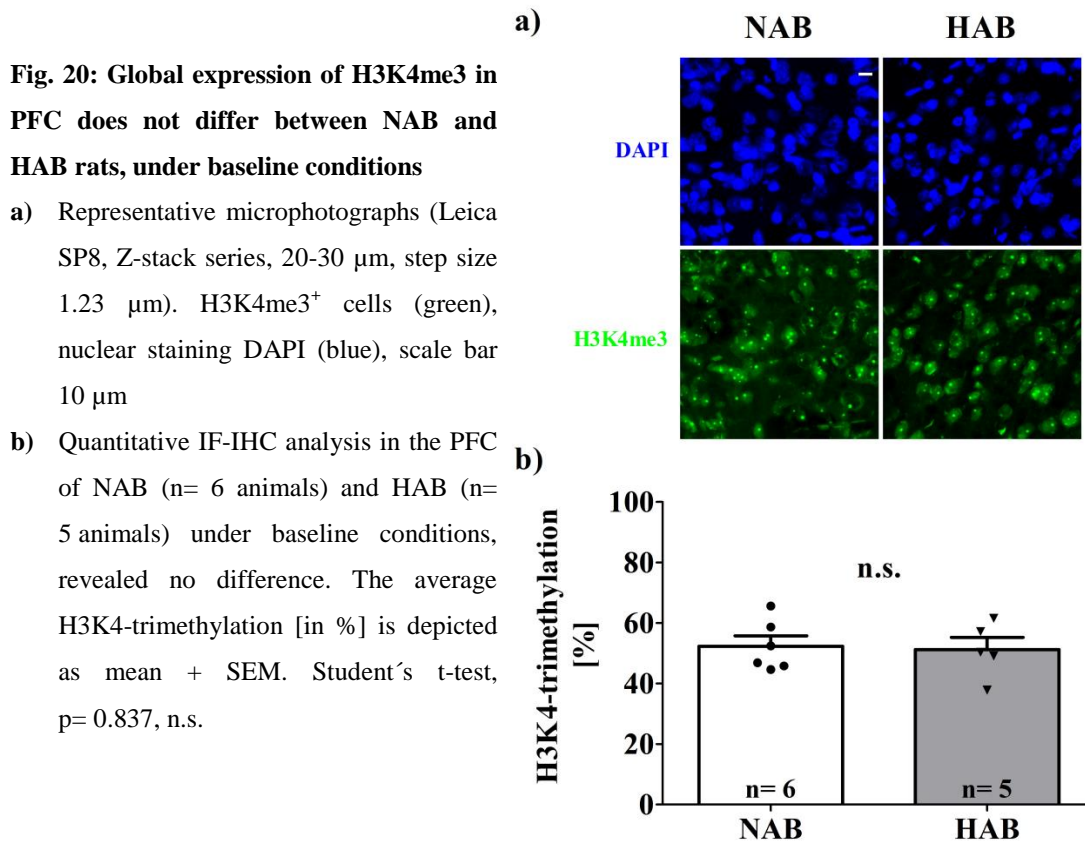 Fig. 20: Global expression of H3K4me3 in
PFC does not differ between NAB and
HAB rats, under baseline conditions
a) Representative microphotographs (Leica
SP8, Z-stack series, 20-30 µm, step size
1.23 µm). H3K4me3⁺ cells (green),
nuclear staining DAPI (blue), scale bar
10 µm
b) Quantitative IF-IHC analysis in the PFC
of NAB (n= 6 animals) and HAB (n=
5 animals) under baseline conditions,
revealed no difference. The average
H3K4-trimethylation [in %] is depicted
as mean + SEM. Student´s t-test,
p= 0.837, n.s.
a)
NAB HAB
DAPI
H3K4me3
b)
H3K4-trimethylation
[%]
100
80
60
40
20
0
n.s.
n= 6 n= 5
NAB HAB